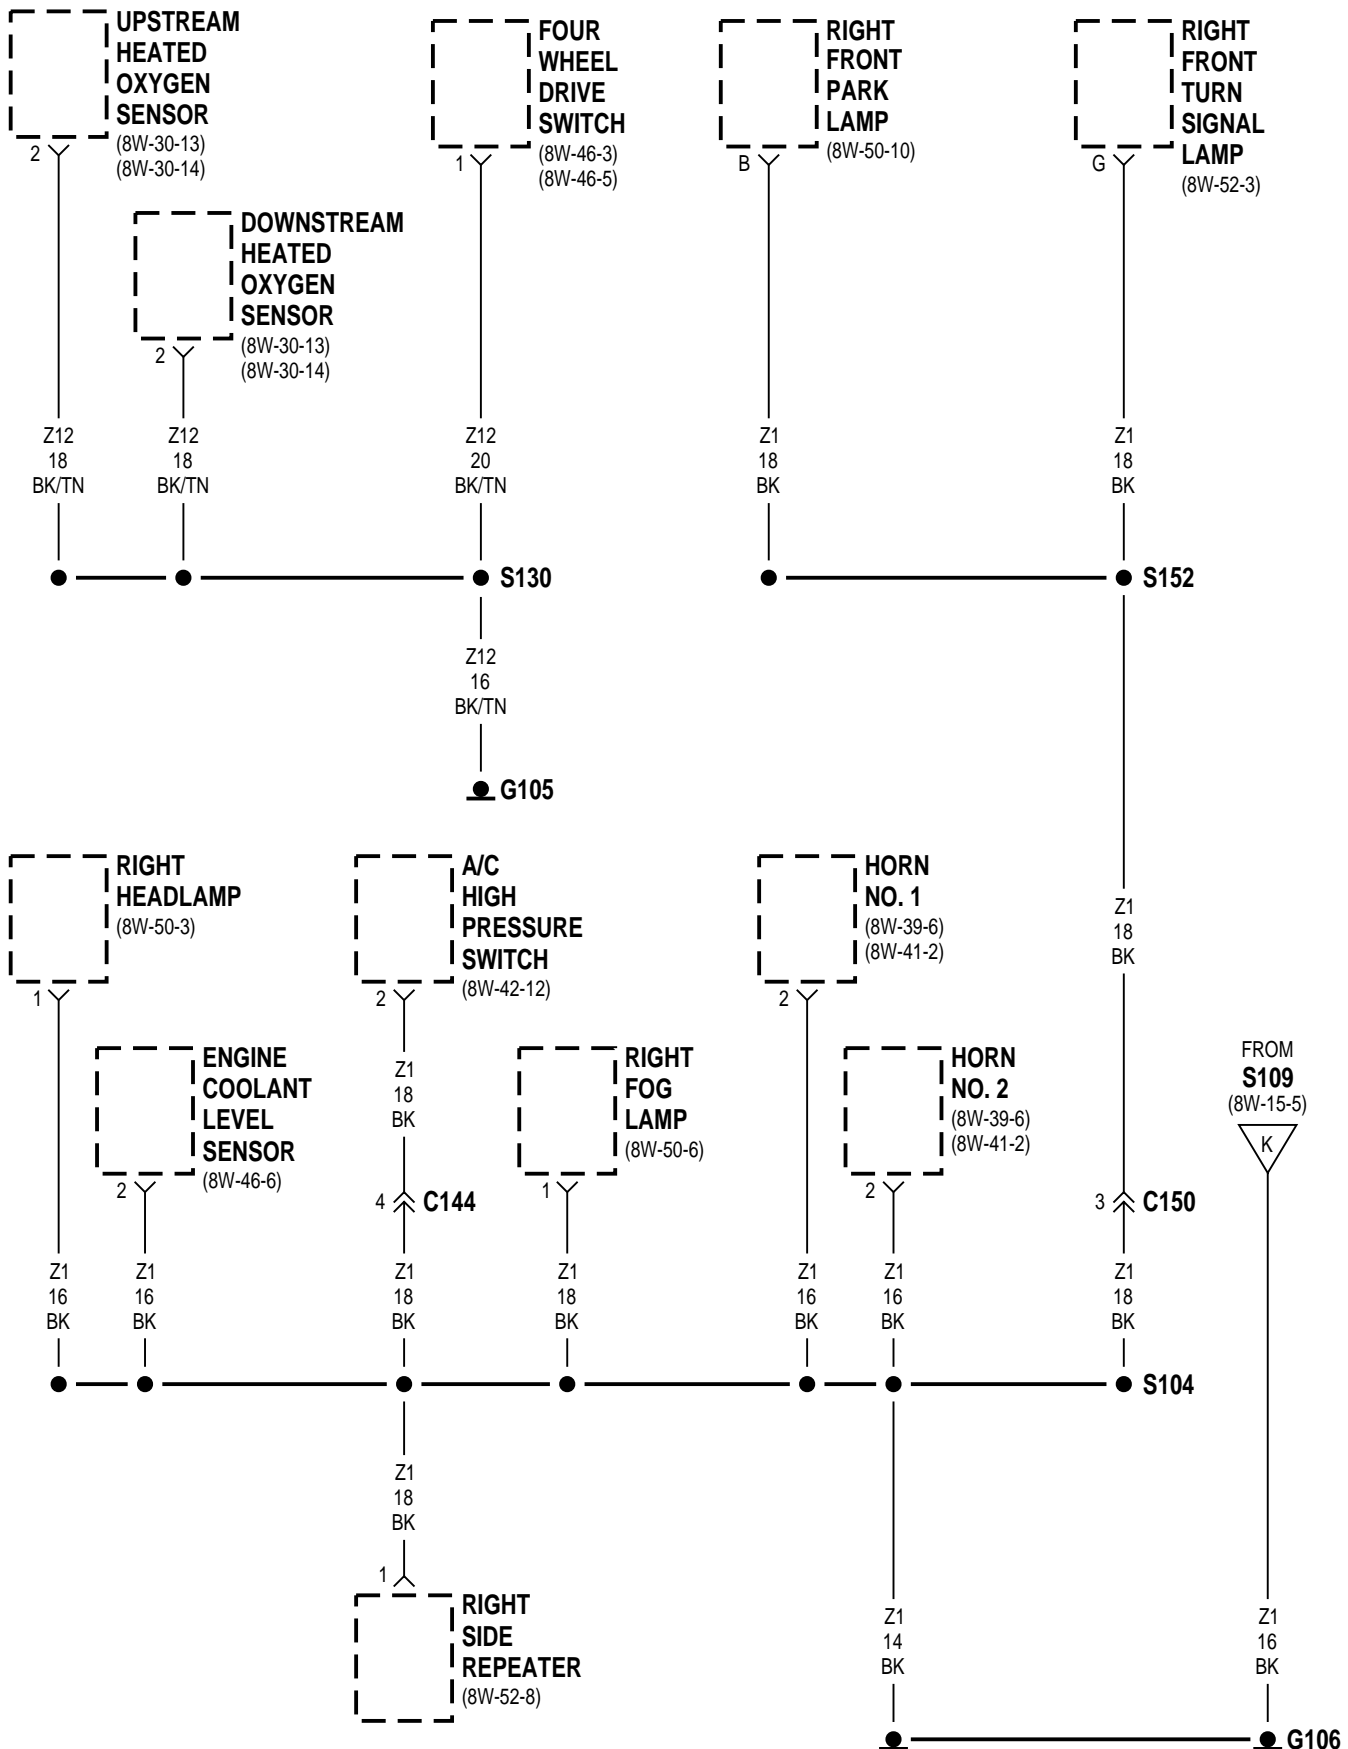 UPSTREAM
HEATED
OXYGEN
SENSOR
(8W-30-13)
(8W-30-14)
2
FOUR
WHEEL
DRIVE
SWITCH
(8W-46-3)
(8W-46-5)
1
RIGHT
FRONT
PARK
LAMP
(8W-50-10)
B
RIGHT
FRONT
TURN
SIGNAL
LAMP
(8W-52-3)
G
DOWNSTREAM
HEATED
OXYGEN
SENSOR
(8W-30-13)
(8W-30-14)
2
Z12
18
BK/TN
Z12
18
BK/TN
Z12
20
BK/TN
Z1
18
BK
Z1
18
BK
S130
S152
Z12
16
BK/TN
G105
RIGHT
HEADLAMP
(8W-50-3)
1
A/C
HIGH
PRESSURE
SWITCH
(8W-42-12)
2
HORN
NO. 1
(8W-39-6)
(8W-41-2)
2
Z1
18
BK
ENGINE
COOLANT
LEVEL
SENSOR
(8W-46-6)
2
Z1
18
BK
4
C144
RIGHT
FOG
LAMP
(8W-50-6)
1
HORN
NO. 2
(8W-39-6)
(8W-41-2)
2
3
C150
FROM
S109
(8W-15-5)
K
Z1
16
BK
Z1
16
BK
Z1
18
BK
Z1
18
BK
Z1
16
BK
Z1
16
BK
Z1
18
BK
S104
Z1
18
BK
1
RIGHT
SIDE
REPEATER
(8W-52-8)
Z1
14
BK
Z1
16
BK
G106